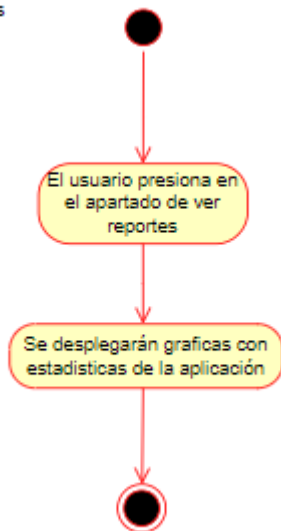 s
El usuario presiona en
el apartado de ver
reportes
Se desplegarán graficas con
estadisticas de la aplicación